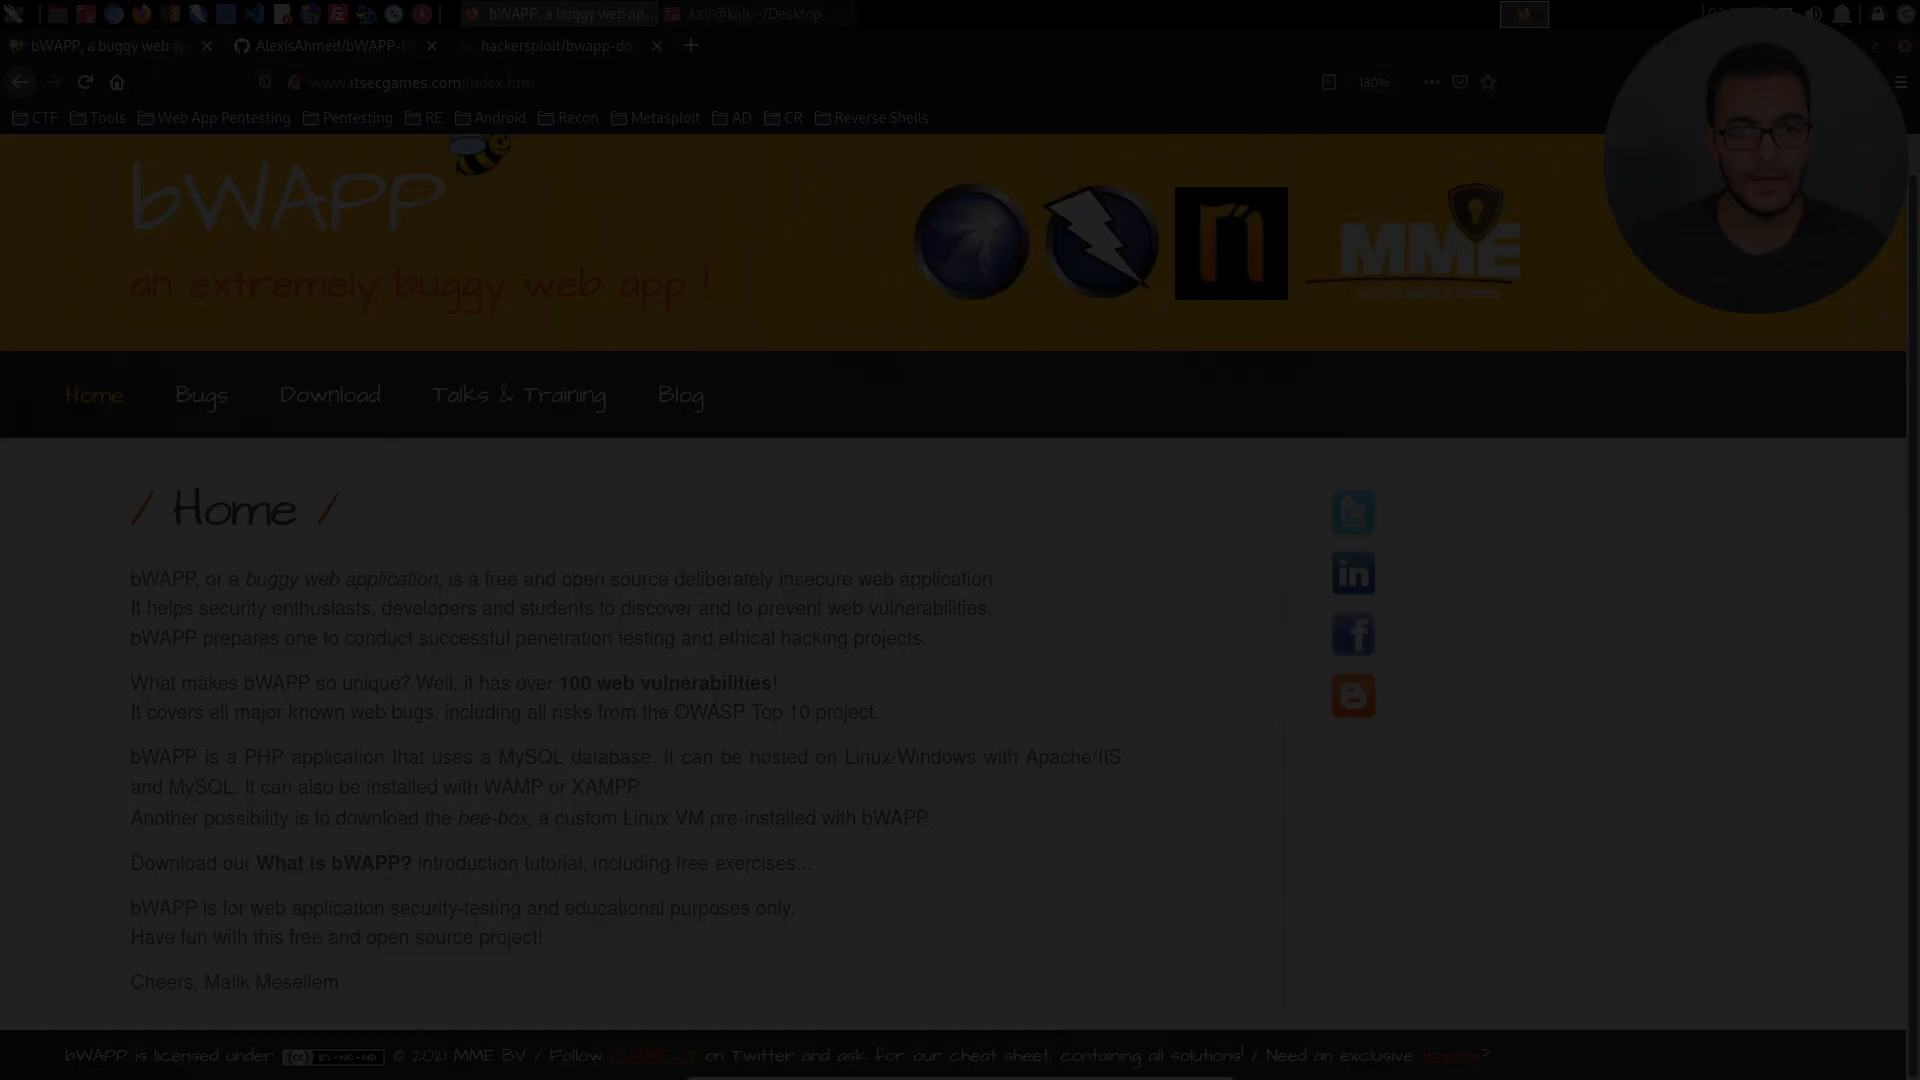 bWAPP, a buggy web ap...
kali@kali:~/Desktop
bWAPP, a buggy web ap
AlexisAhmed/bWAPP-D
hackersploit/bwapp-do
www.itsecgames.com/index.htm
130%
CTF Tools Web App Pentesting Pentesting RE Android Recon Metasploit AD CR Reverse Shells
bWAPP
an extremely buggy web app !
n
MME
Home Bugs Download Talks & Training Blog
/ Home /
bWAPP, or a buggy web application, is a free and open source deliberately insecure web application.
It helps security enthusiasts, developers and students to discover and to prevent web vulnerabilities.
bWAPP prepares one to conduct successful penetration testing and ethical hacking projects.
What makes bWAPP so unique? Well, it has over 100 web vulnerabilities!
It covers all major known web bugs, including all risks from the OWASP Top 10 project.
bWAPP is a PHP application that uses a MySQL database. It can be hosted on Linux/Windows with Apache/IIS
and MySQL. It can also be installed with WAMP or XAMPP.
Another possibility is to download the bee-box, a custom Linux VM pre-installed with bWAPP.
Download our What is bWAPP? introduction tutorial, including free exercises...
bWAPP is for web application security-testing and educational purposes only.
Have fun with this free and open source project!
Cheers, Malik Mesellem
bWAPP is licensed under CC BY-NC-ND © 2021 MME BV / Follow @MME_IT on Twitter and ask for our cheat sheet, containing all solutions! / Need an exclusive training?